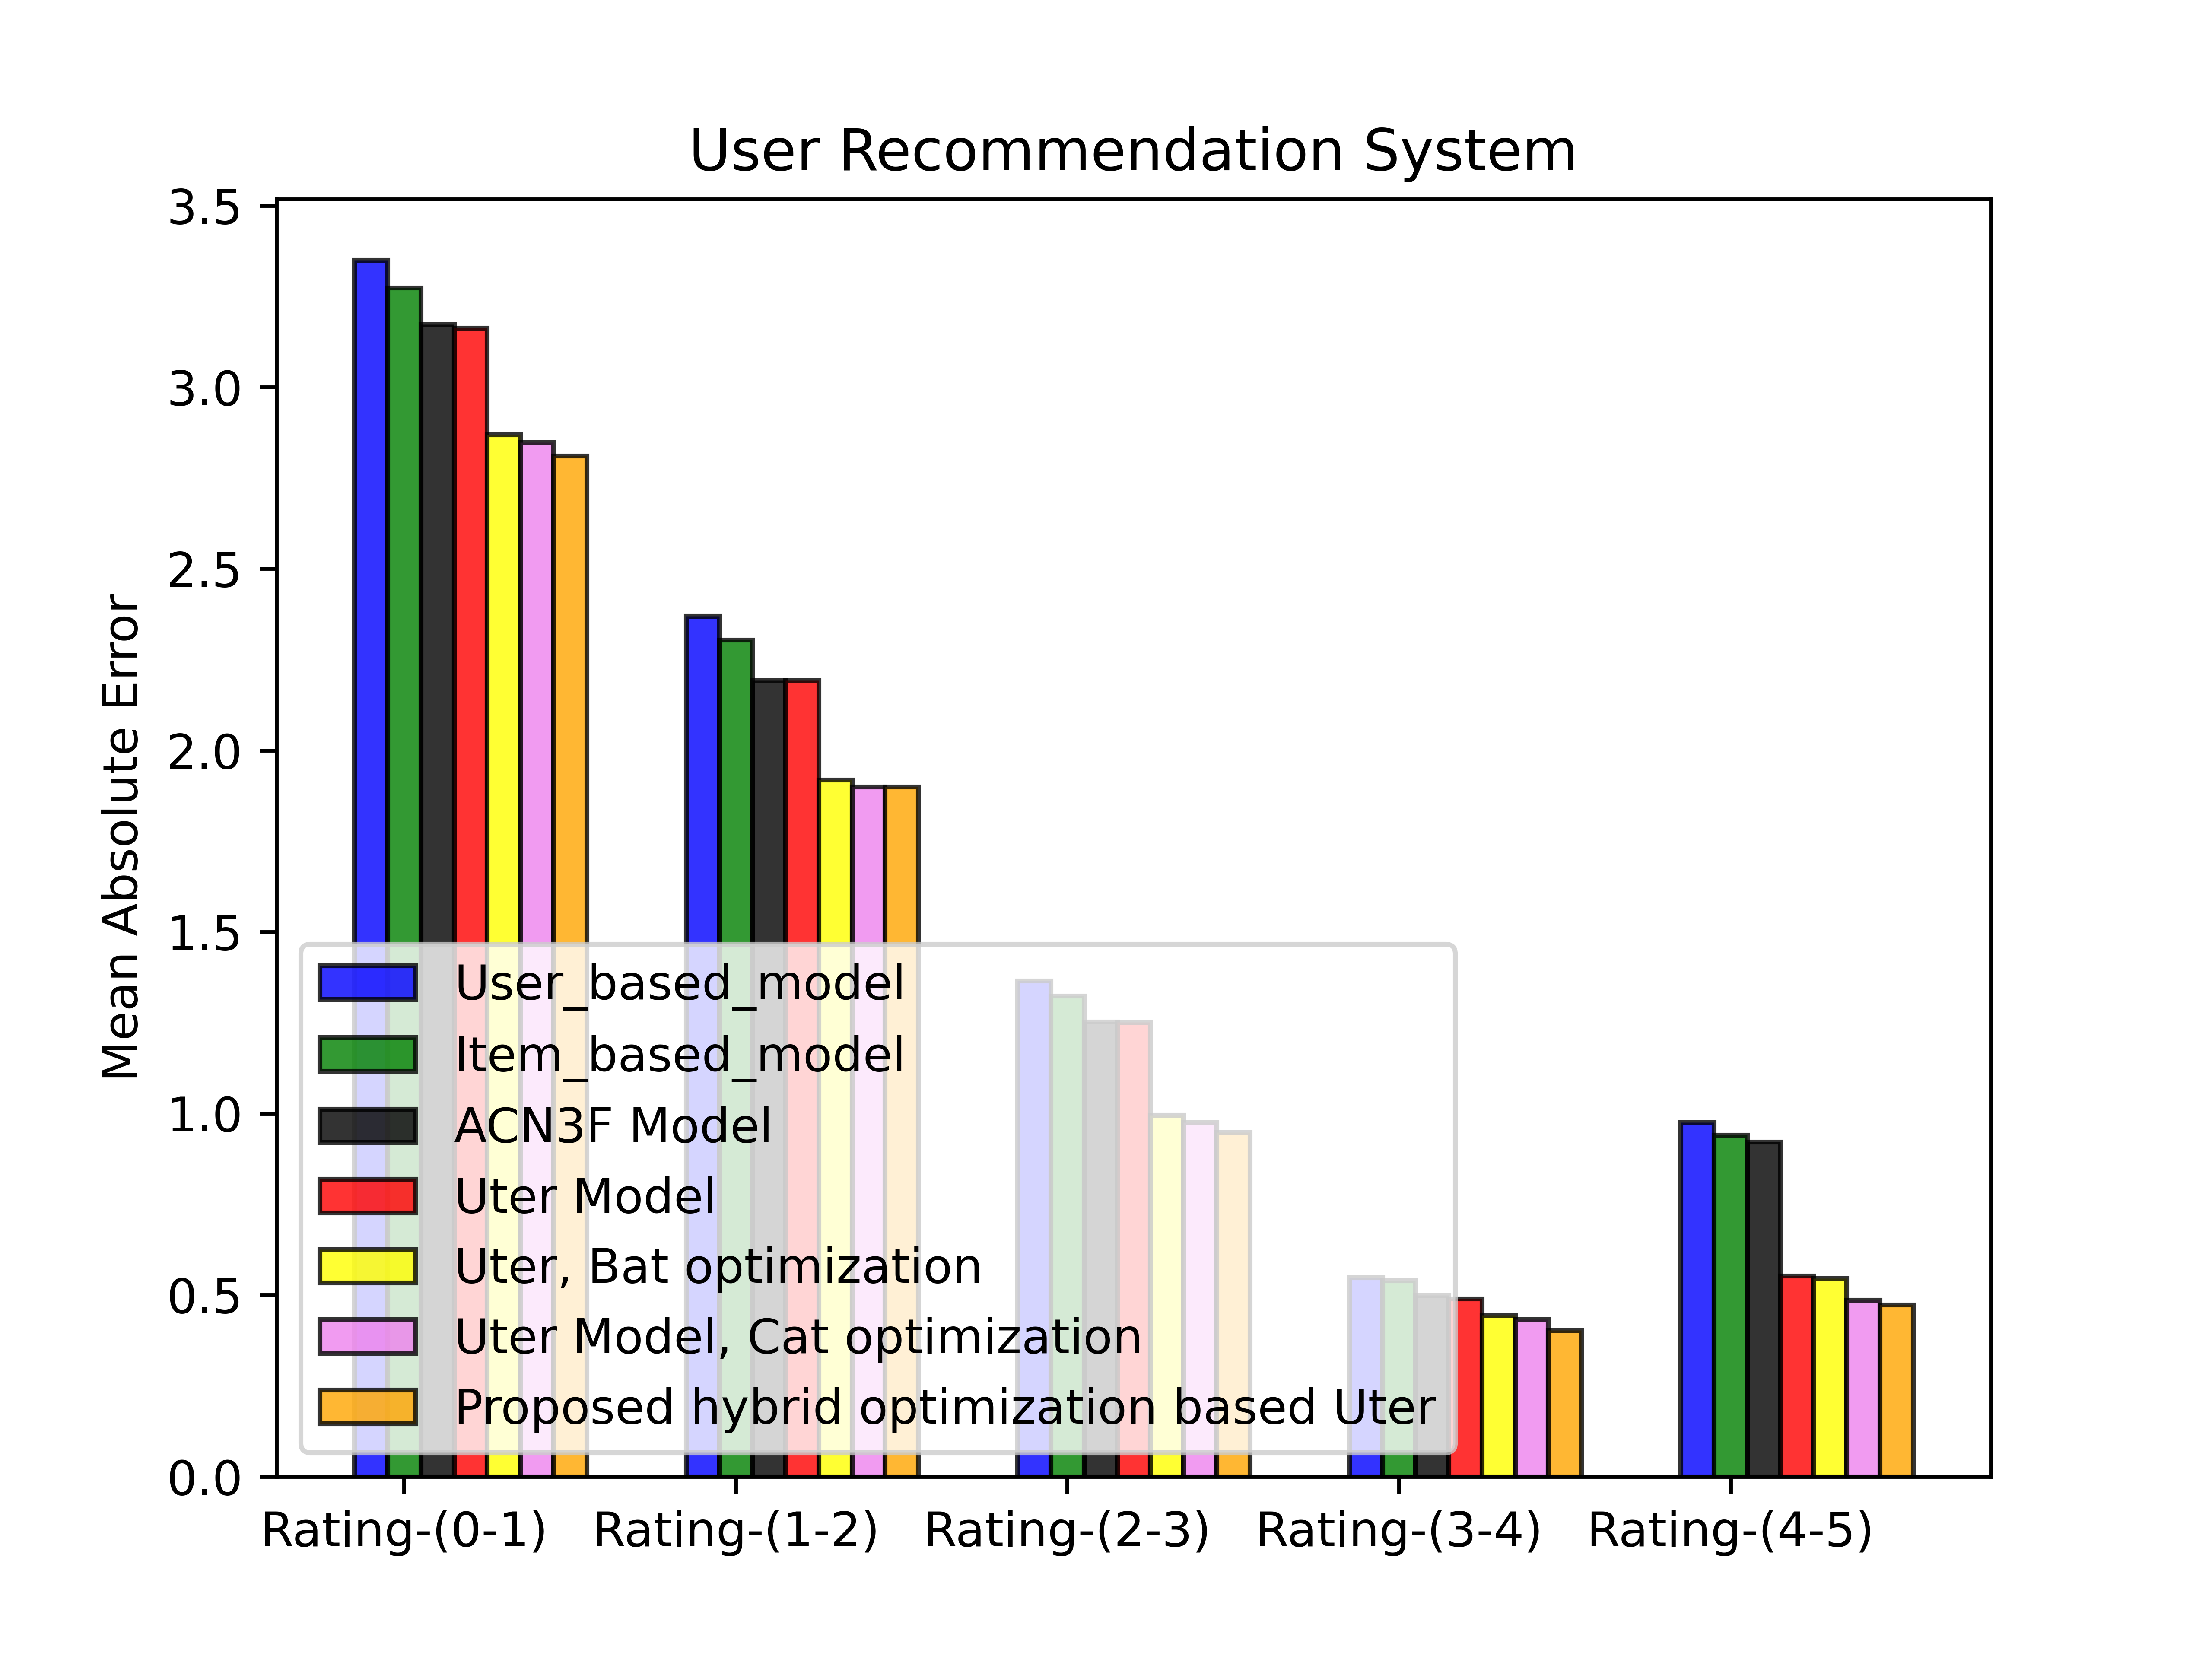 User Recommendation System
Mean Absolute Error
3.5
3.0
2.5
2.0
1.5
1.0
0.5
0.0
User_based_model
Item_based_model
ACN3F Model
Uter Model
Uter, Bat optimization
Uter Model, Cat optimization
Proposed hybrid optimization based Uter
Rating-(0-1) Rating-(1-2) Rating-(2-3) Rating-(3-4) Rating-(4-5)